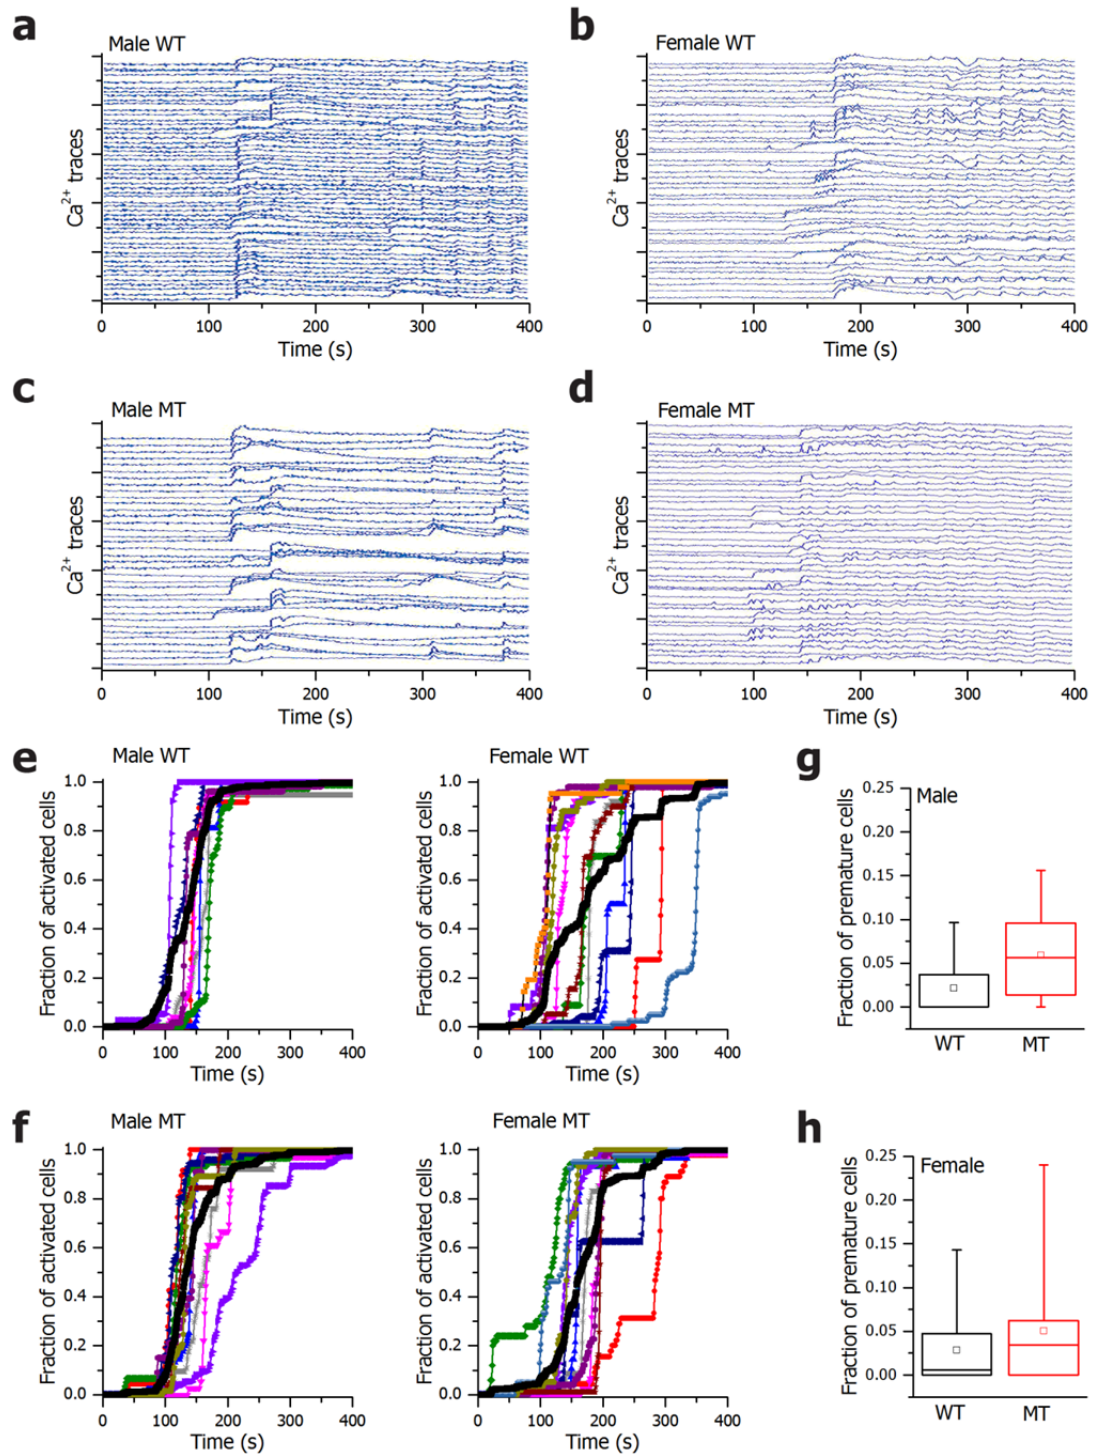 a
Male WT
Ca2+ traces
0 100 200 300 400
Time (s)
b
Female WT
Ca2+ traces
0 100 200 300 400
Time (s)
c
Male MT
Ca2+ traces
0 100 200 300 400
Time (s)
d
Female MT
Ca2+ traces
0 100 200 300 400
Time (s)
e
Male WT
Fraction of activated cells
1.0
0.8
0.6
0.4
0.2
0.0
0 100 200 300 400
Time (s)
Female WT
Fraction of activated cells
1.0
0.8
0.6
0.4
0.2
0.0
0 100 200 300 400
Time (s)
g
Male
Fraction of premature cells
0.25
0.20
0.15
0.10
0.05
0.00
WT MT
f
Male MT
Fraction of activated cells
1.0
0.8
0.6
0.4
0.2
0.0
0 100 200 300 400
Time (s)
Female MT
Fraction of activated cells
1.0
0.8
0.6
0.4
0.2
0.0
0 100 200 300 400
Time (s)
h
Female
Fraction of premature cells
0.25
0.20
0.15
0.10
0.05
0.00
WT MT